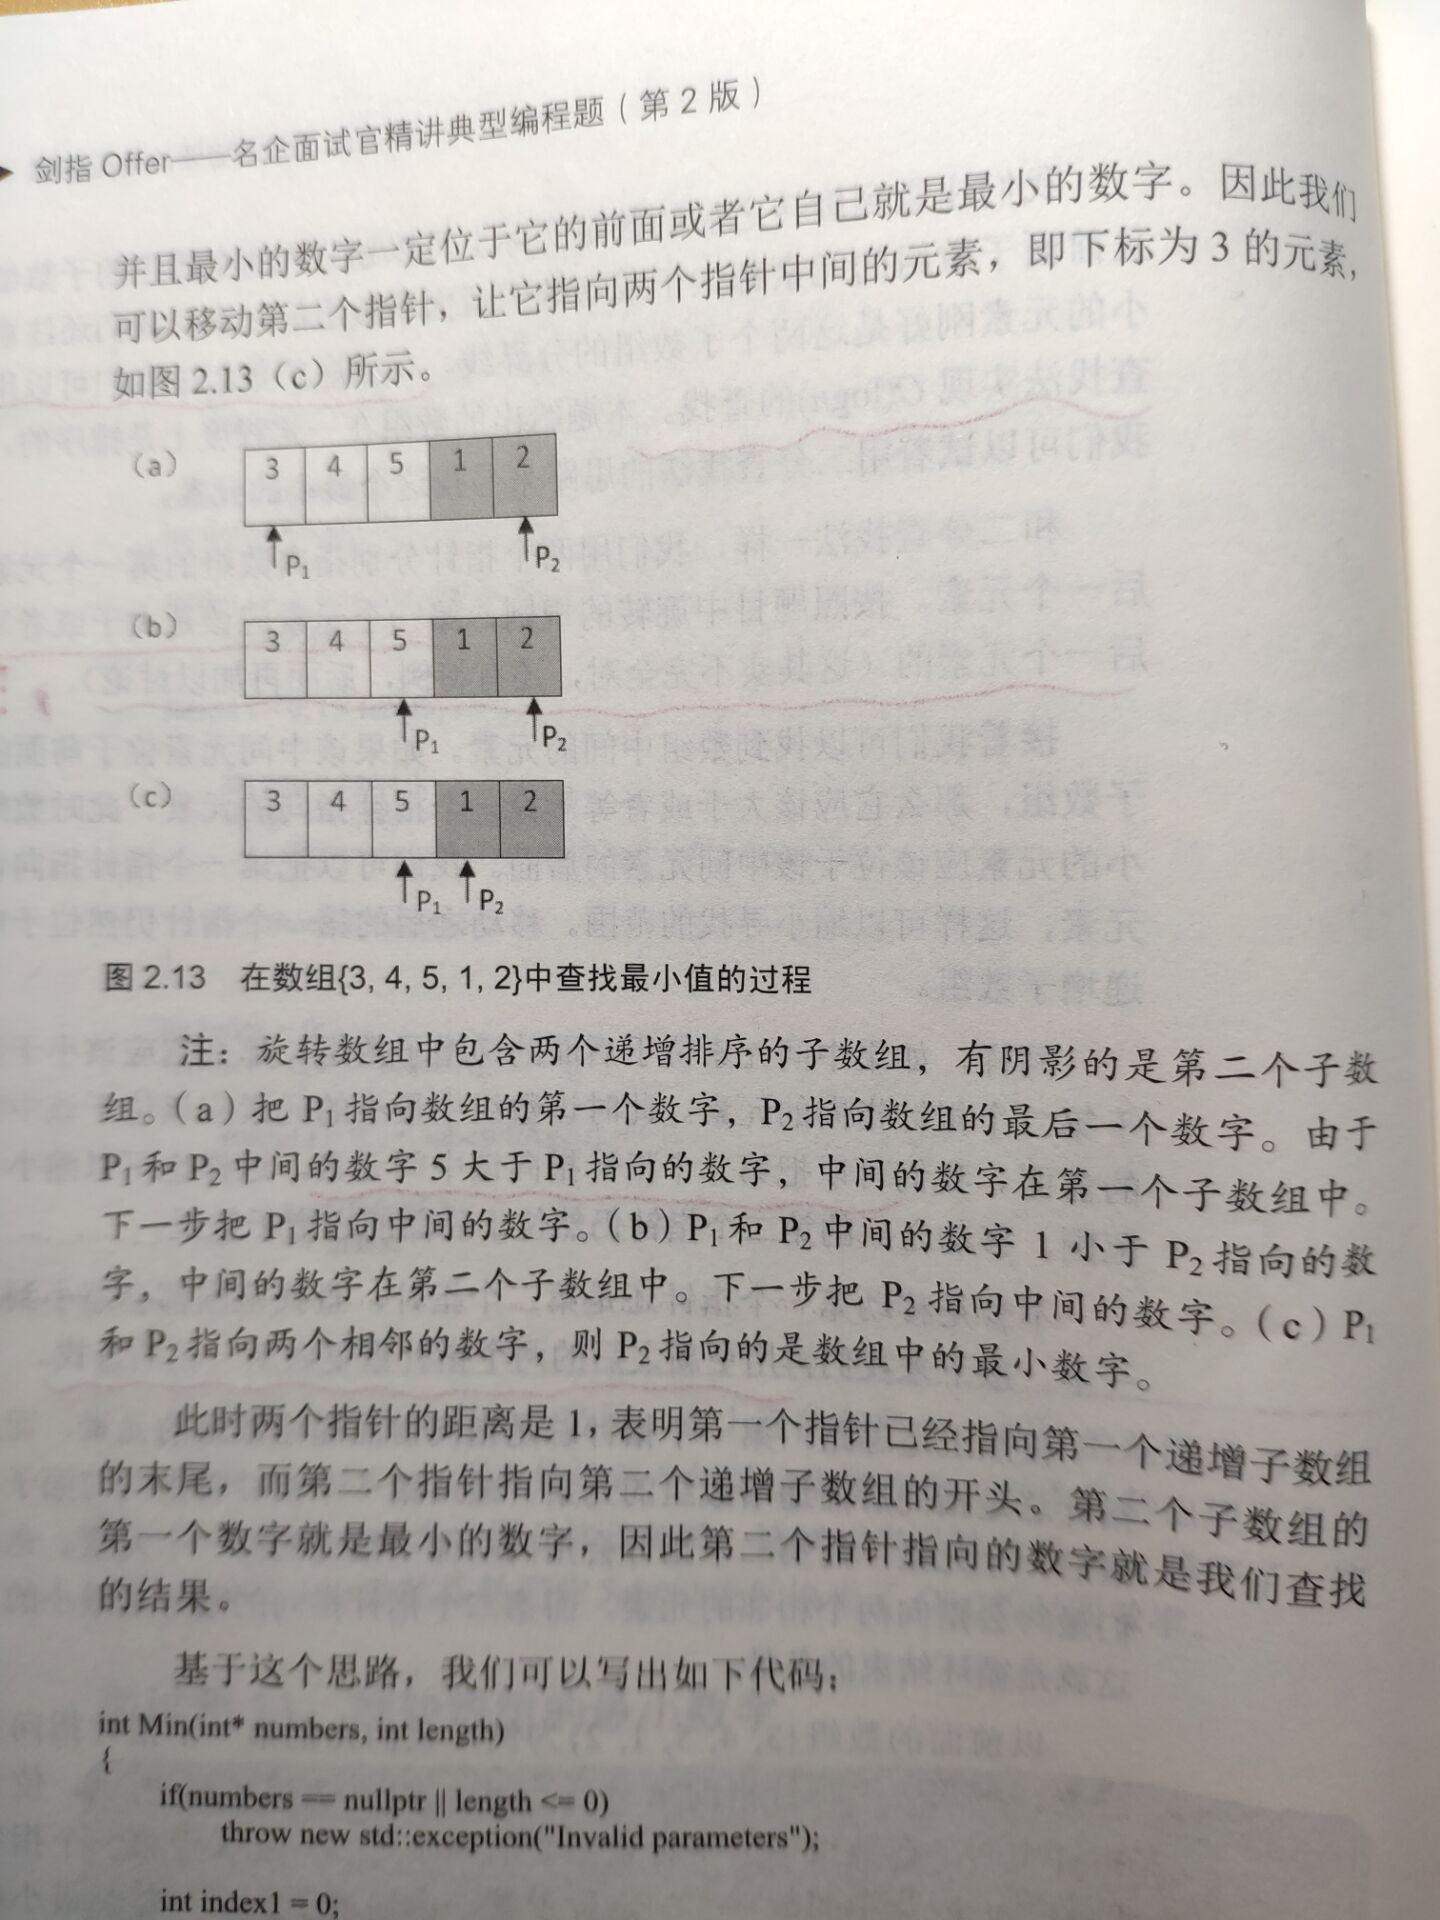 剑指 Offer——名企面试官精讲典型编程题（第 2 版）
并且最小的数字一定位于它的前面或者它自己就是最小的数字。因此我们
可以移动第二个指针，让它指向两个指针中间的元素，即下标为 3 的元素，
如图 2.13（c）所示。
（a） 3 4 5 1 2
P1 P2
（b） 3 4 5 1 2
P1 P2
（c） 3 4 5 1 2
P1 P2
图 2.13 在数组{3, 4, 5, 1, 2}中查找最小值的过程
注：旋转数组中包含两个递增排序的子数组，有阴影的是第二个子数
组。（a）把 P1 指向数组的第一个数字，P2 指向数组的最后一个数字。由于
P1 和 P2 中间的数字 5 大于 P1 指向的数字，中间的数字在第一个子数组中。
下一步把 P1 指向中间的数字。（b）P1 和 P2 中间的数字 1 小于 P2 指向的数
字，中间的数字在第二个子数组中。下一步把 P2 指向中间的数字。（c）P1
和 P2 指向两个相邻的数字，则 P2 指向的是数组中的最小数字。
此时两个指针的距离是 1，表明第一个指针已经指向第一个递增子数组
的末尾，而第二个指针指向第二个递增子数组的开头。第二个子数组的
第一个数字就是最小的数字，因此第二个指针指向的数字就是我们查找
的结果。
基于这个思路，我们可以写出如下代码：
int Min(int* numbers, int length)
{
if(numbers == nullptr || length <= 0)
throw new std::exception("Invalid parameters");
int index1 = 0;